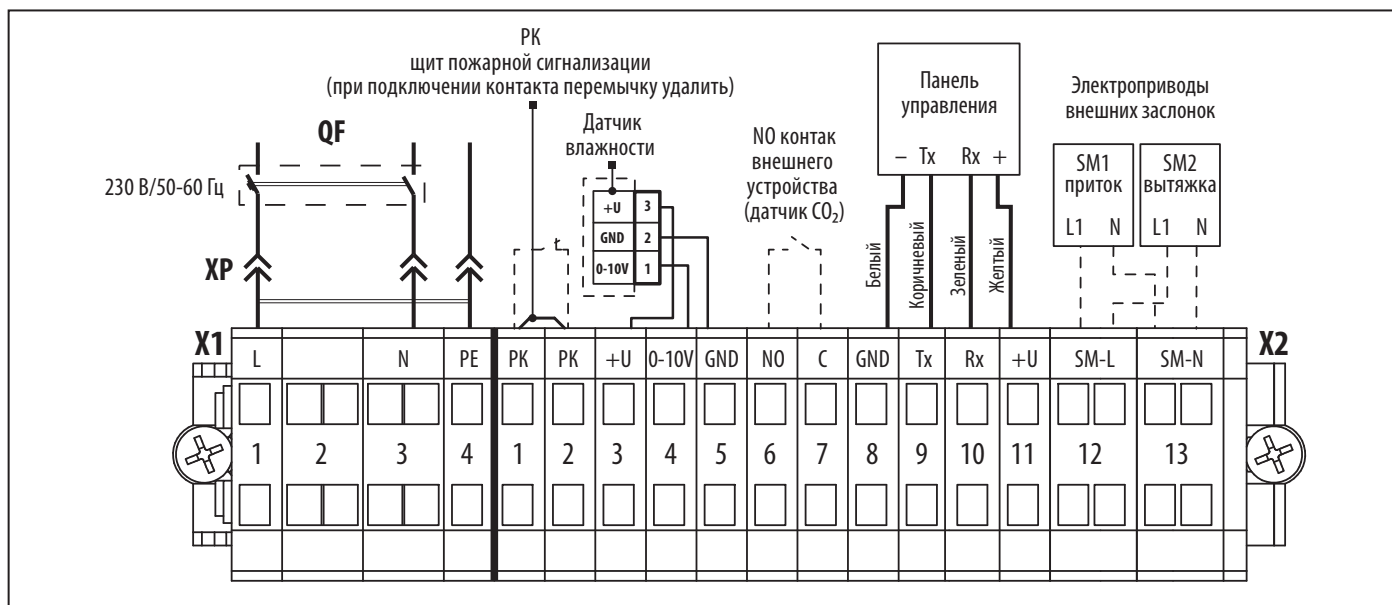 РК
щит пожарной сигнализации
(при подключении контакта перемычку удалить)
QF
230 В/50-60 Гц
XP
Датчик
влажности
+U 3
GND 2
0-10V 1
NO контак
внешнего
устройства
(датчик CO₂)
Панель
управления
– Tx Rx +
Белый
Коричневый
Зеленый
Желтый
Электроприводы
внешних заслонок
SM1
приток
L1 N
SM2
вытяжка
L1 N
X1
X2
L N PE PK PK +U 0-10V GND NO C GND Tx Rx +U SM-L SM-N
1 2 3 4 1 2 3 4 5 6 7 8 9 10 11 12 13